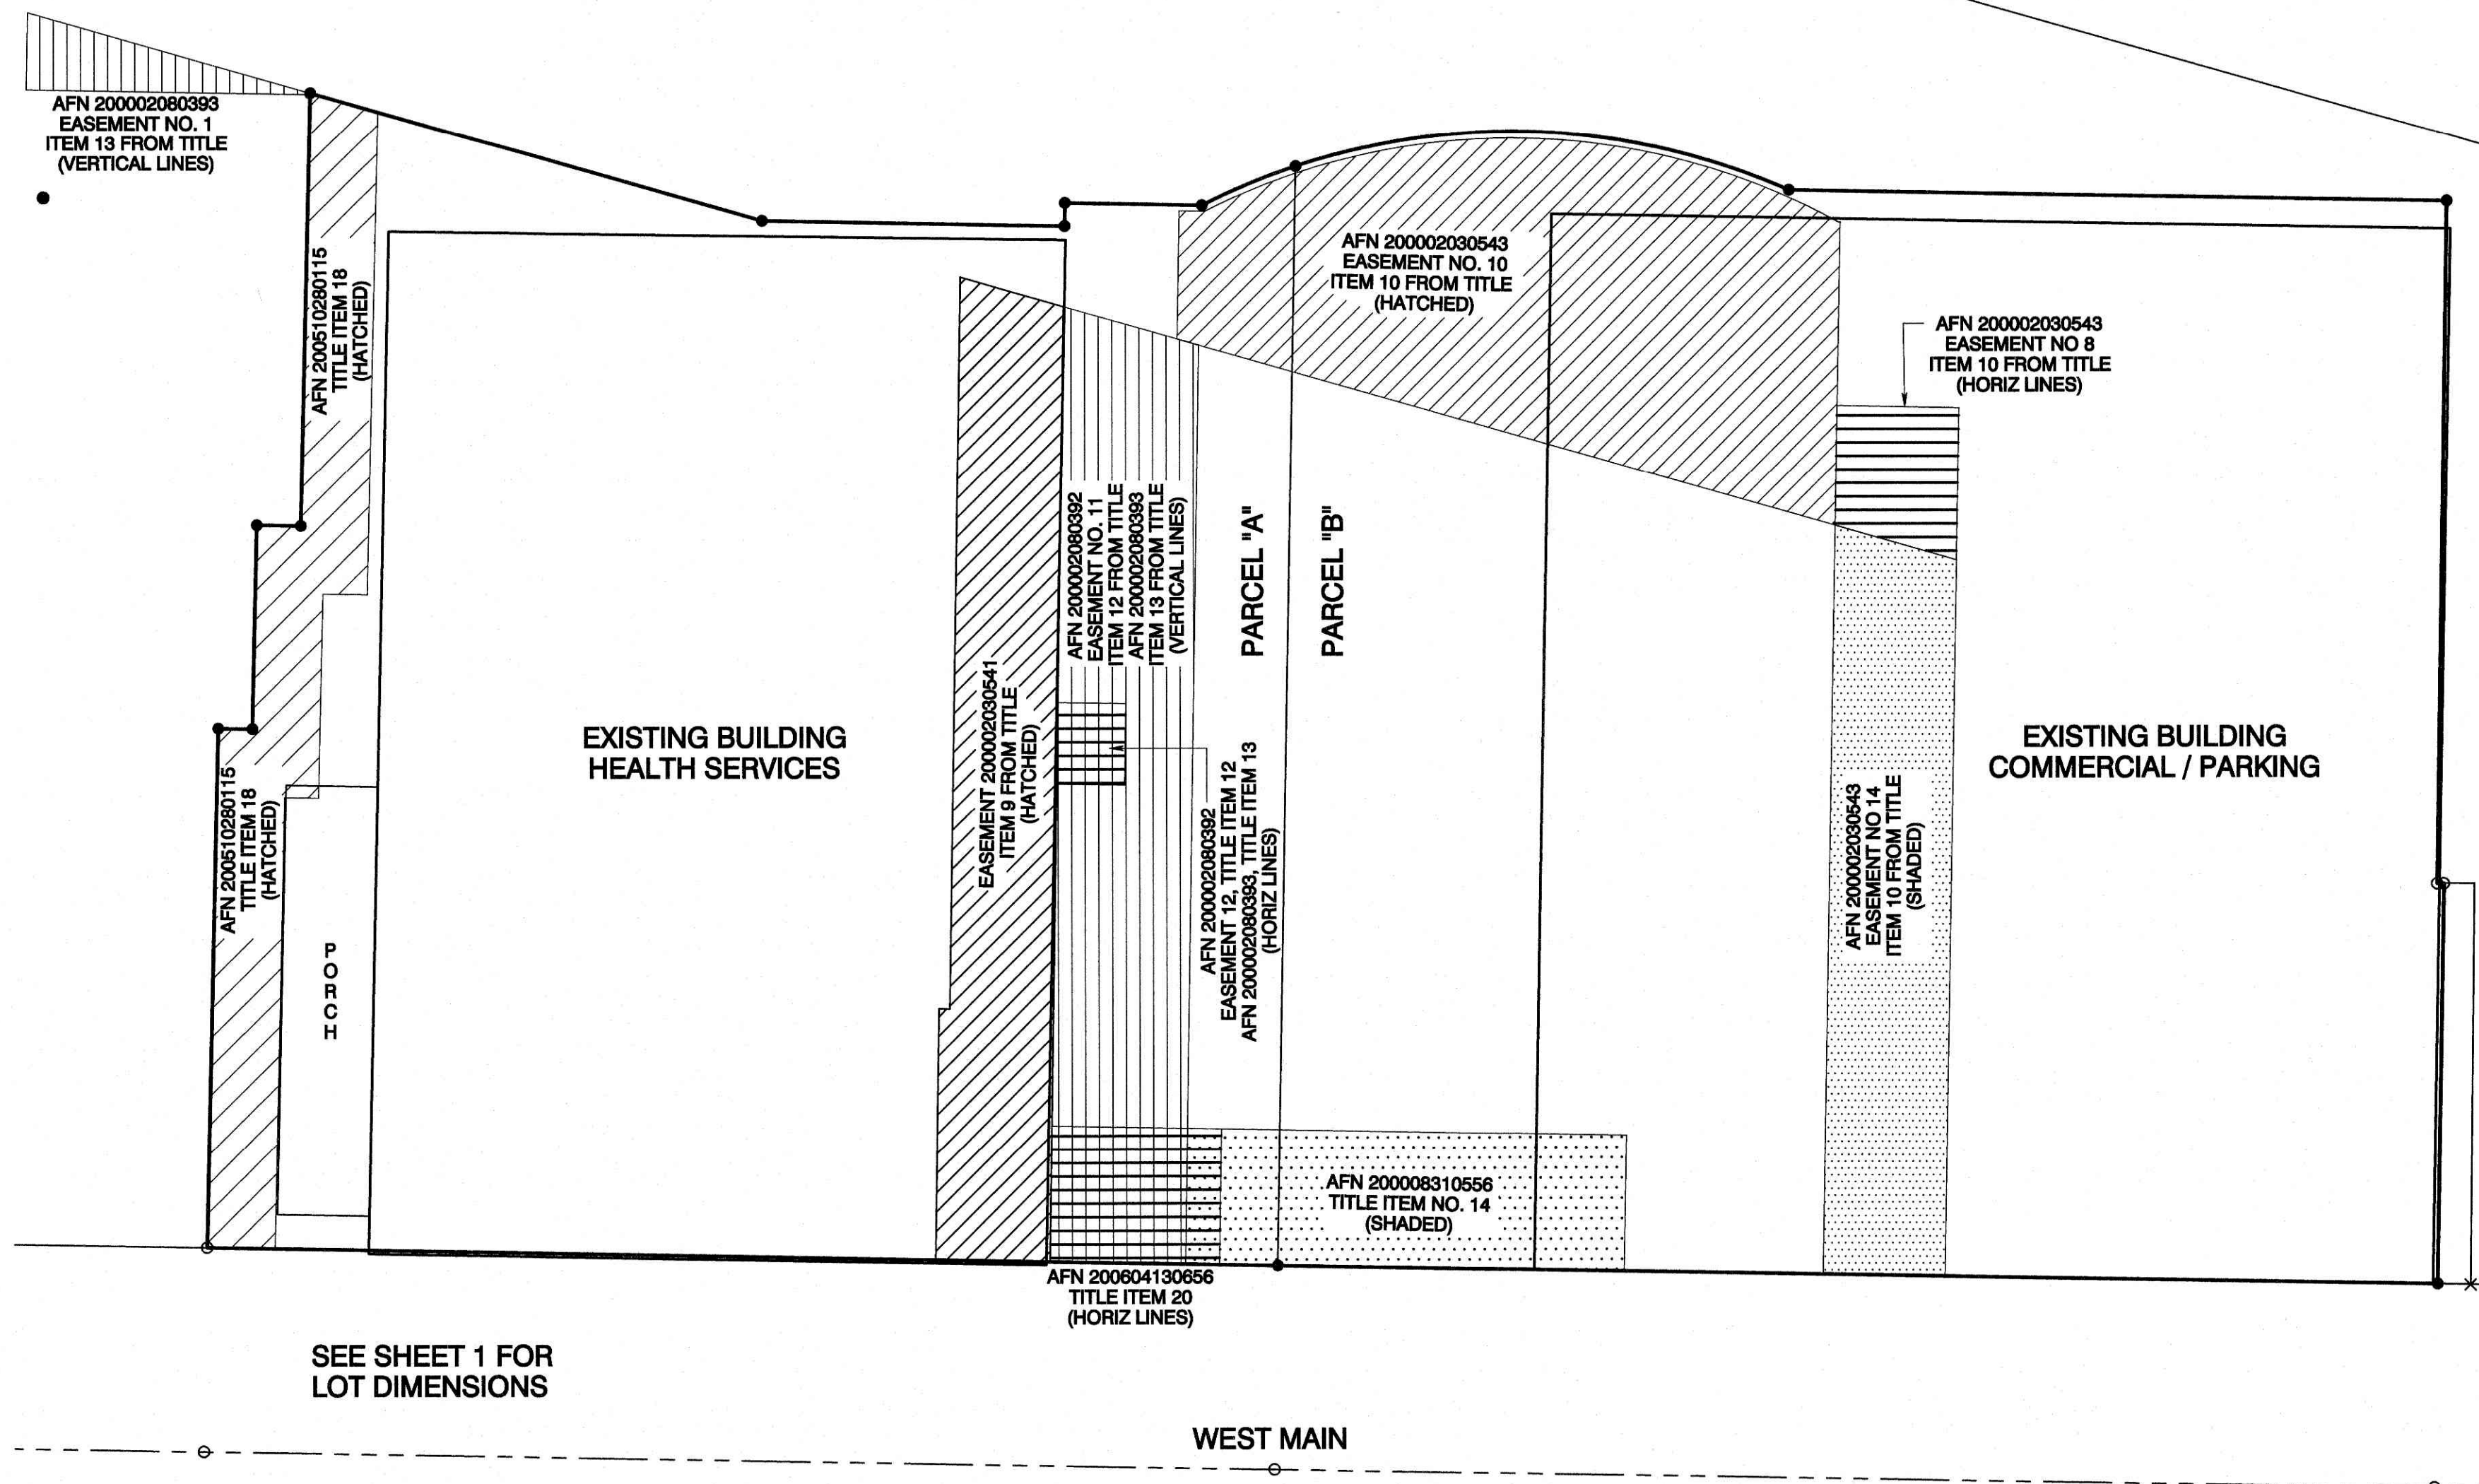 AFN 200002080393
EASEMENT NO. 1
ITEM 13 FROM TITLE
(VERTICAL LINES)
AFN 200510280115
TITLE ITEM 18
(HATCHED)
AFN 200002030543
EASEMENT NO. 10
ITEM 10 FROM TITLE
(HATCHED)
AFN 200002030543
EASEMENT NO 8
ITEM 10 FROM TITLE
(HORIZ LINES)
AFN 200002080392
EASEMENT NO. 11
ITEM 12 FROM TITLE
AFN 200002080393
ITEM 13 FROM TITLE
(VERTICAL LINES)
PARCEL "A"
PARCEL "B"
EXISTING BUILDING
HEALTH SERVICES
EASEMENT 200002030541
ITEM 9 FROM TITLE
(HATCHED)
AFN 200002080392
EASEMENT 12, TITLE ITEM 12
AFN 200002080393, TITLE ITEM 13
(HORIZ LINES)
EXISTING BUILDING
COMMERCIAL / PARKING
AFN 200002030543
EASEMENT NO 14
ITEM 10 FROM TITLE
(SHADED)
AFN 200510280115
TITLE ITEM 18
(HATCHED)
P
O
R
C
H
AFN 200008310556
TITLE ITEM NO. 14
(SHADED)
AFN 200604130656
TITLE ITEM 20
(HORIZ LINES)
SEE SHEET 1 FOR
LOT DIMENSIONS
WEST MAIN